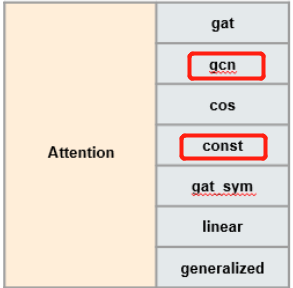 gat
gcn
cos
const
Attention
gat_sym
linear
generalized